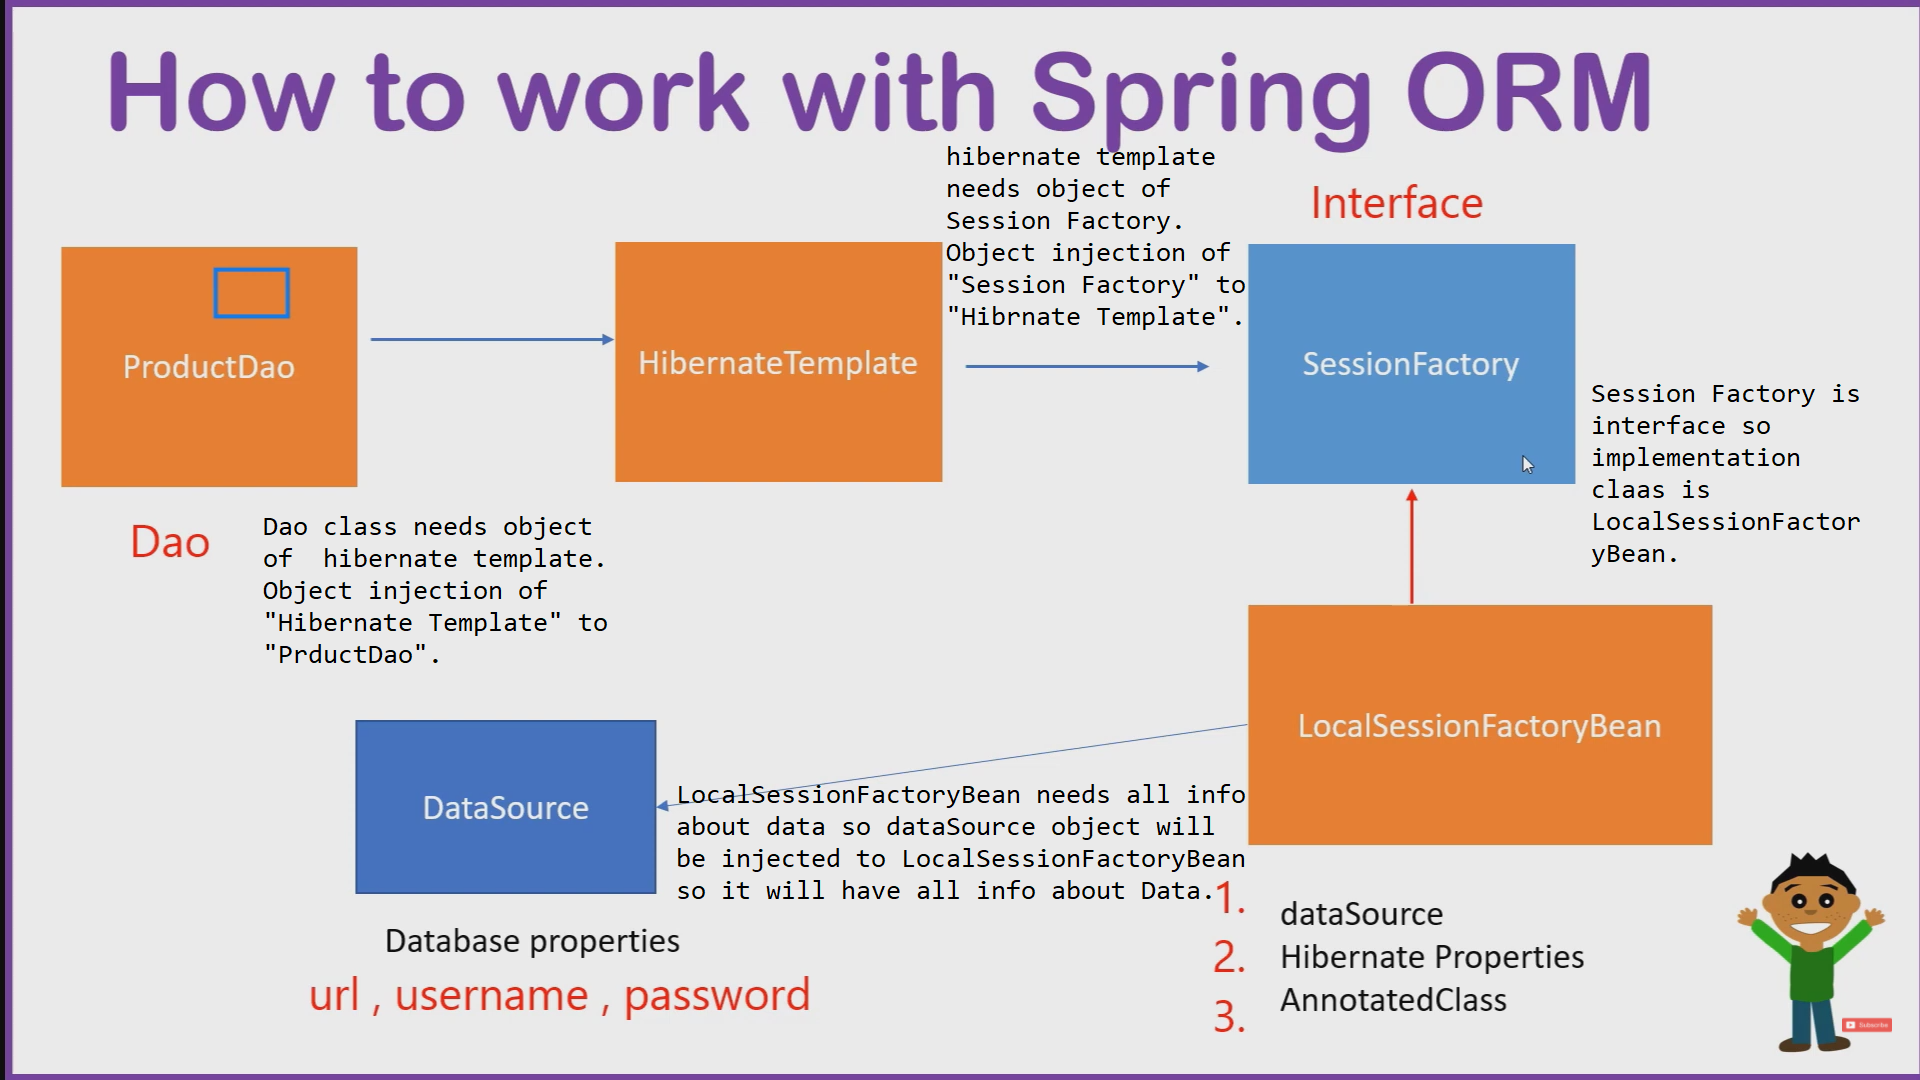 How to work with Spring ORM
hibernate template
needs object of
Session Factory.
Object injection of
"Session Factory" to
"Hibrnate Template".
Interface
ProductDao
HibernateTemplate
SessionFactory
Session Factory is
interface so
implementation
claas is
LocalSessionFactor
yBean.
Dao
Dao class needs object
of  hibernate template.
Object injection of
"Hibernate Template" to
"PrductDao".
LocalSessionFactoryBean
DataSource
LocalSessionFactoryBean needs all info
about data so dataSource object will
be injected to LocalSessionFactoryBean
so it will have all info about Data.
Database properties
url , username , password
1. dataSource
2. Hibernate Properties
3. AnnotatedClass
Subscribe